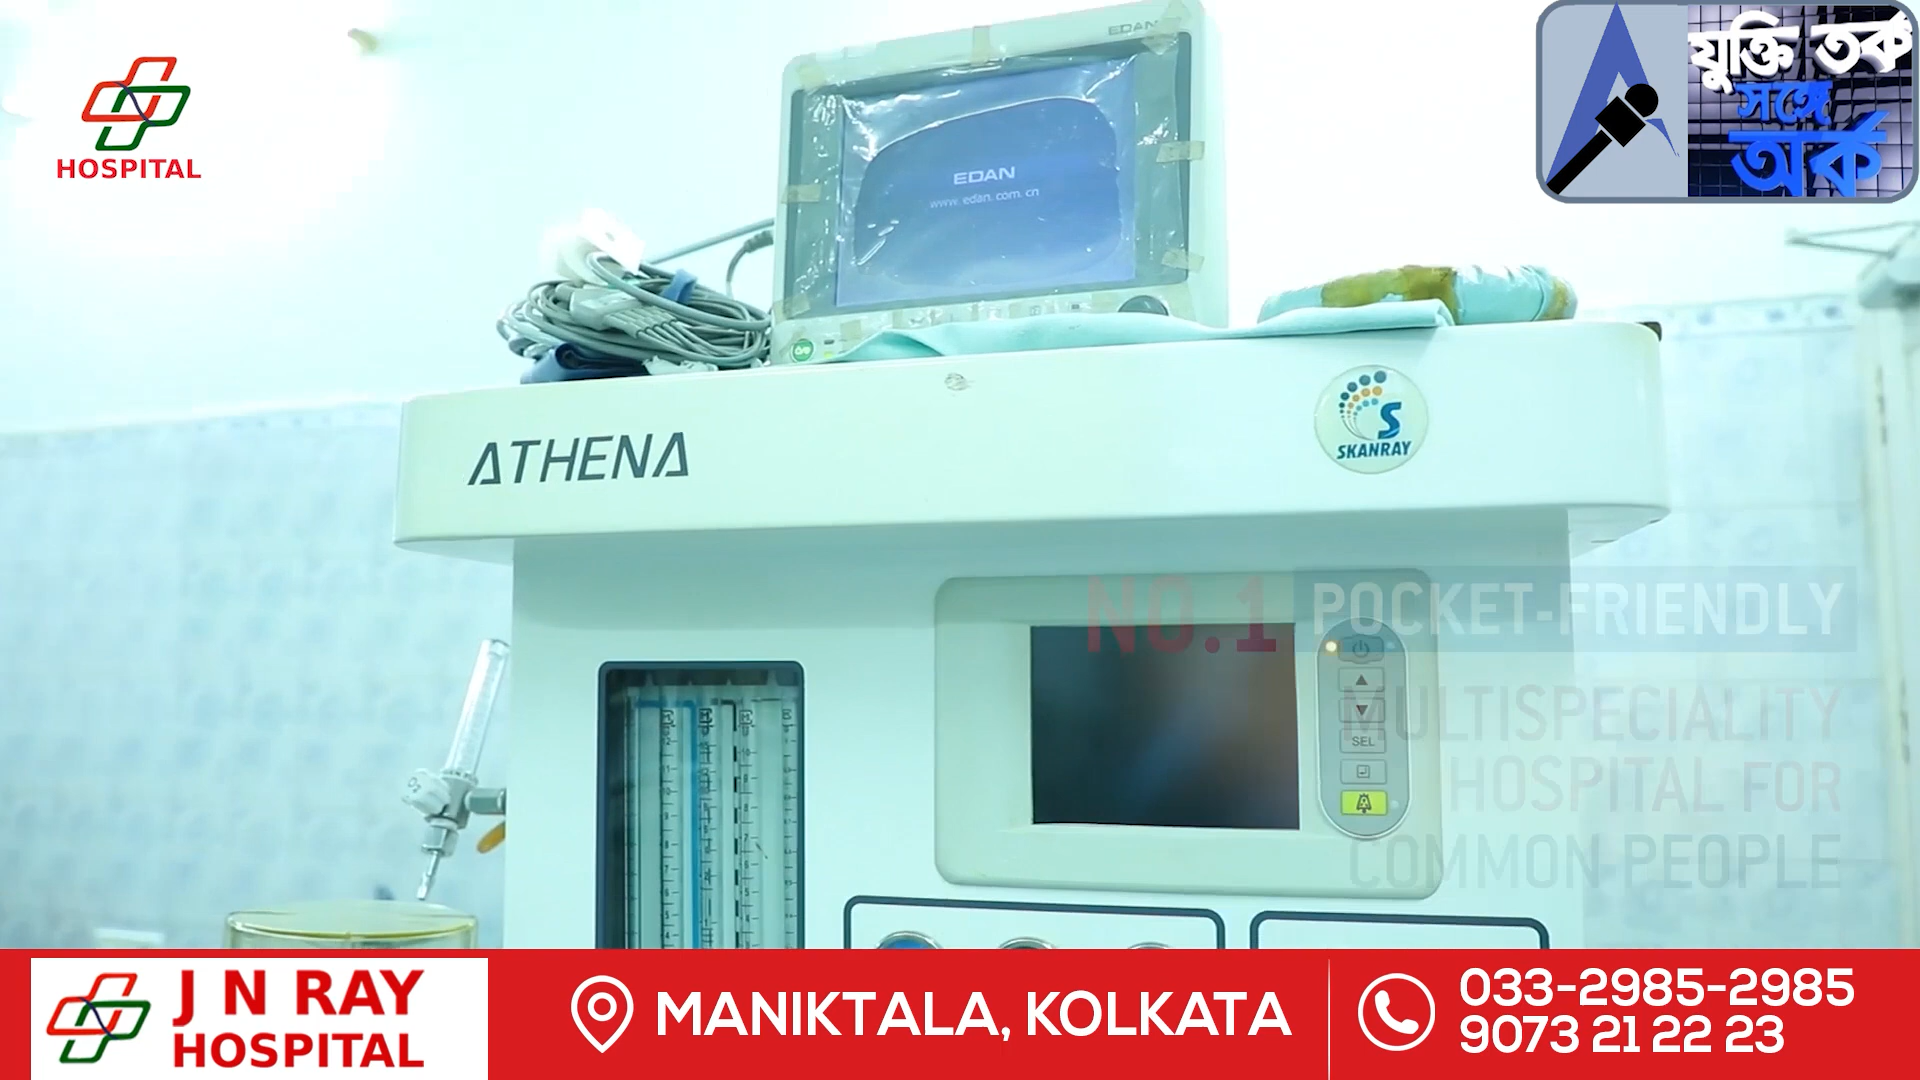 HOSPITAL
EDAN
EDAN
www.edan.com.cn
যুক্তি তর্ক
সঙ্গে
অর্ক
ATHENA
SKANRAY
NO.1 POCKET-FRIENDLY
MULTISPECIALITY
HOSPITAL FOR
COMMON PEOPLE
SEL
J N RAY
HOSPITAL
MANIKTALA, KOLKATA
033-2985-2985
9073 21 22 23